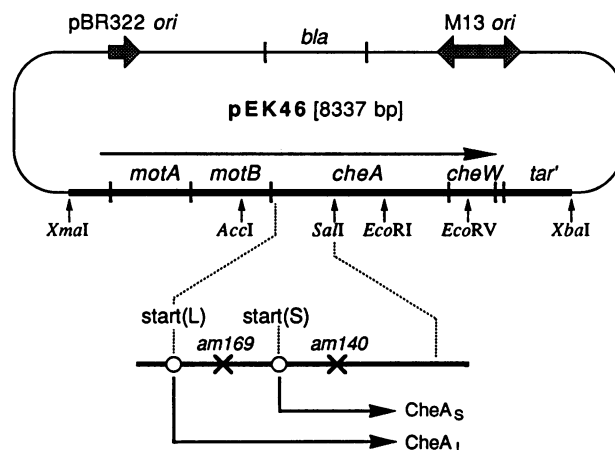 pBR322 ori bla M13 ori
pEK46 [8337 bp]
motA motB cheA cheW tar'
XmaI AccI SalI EcoRI EcoRV XbaI
start(L) start(S)
am169 am140
CheAS
CheAL